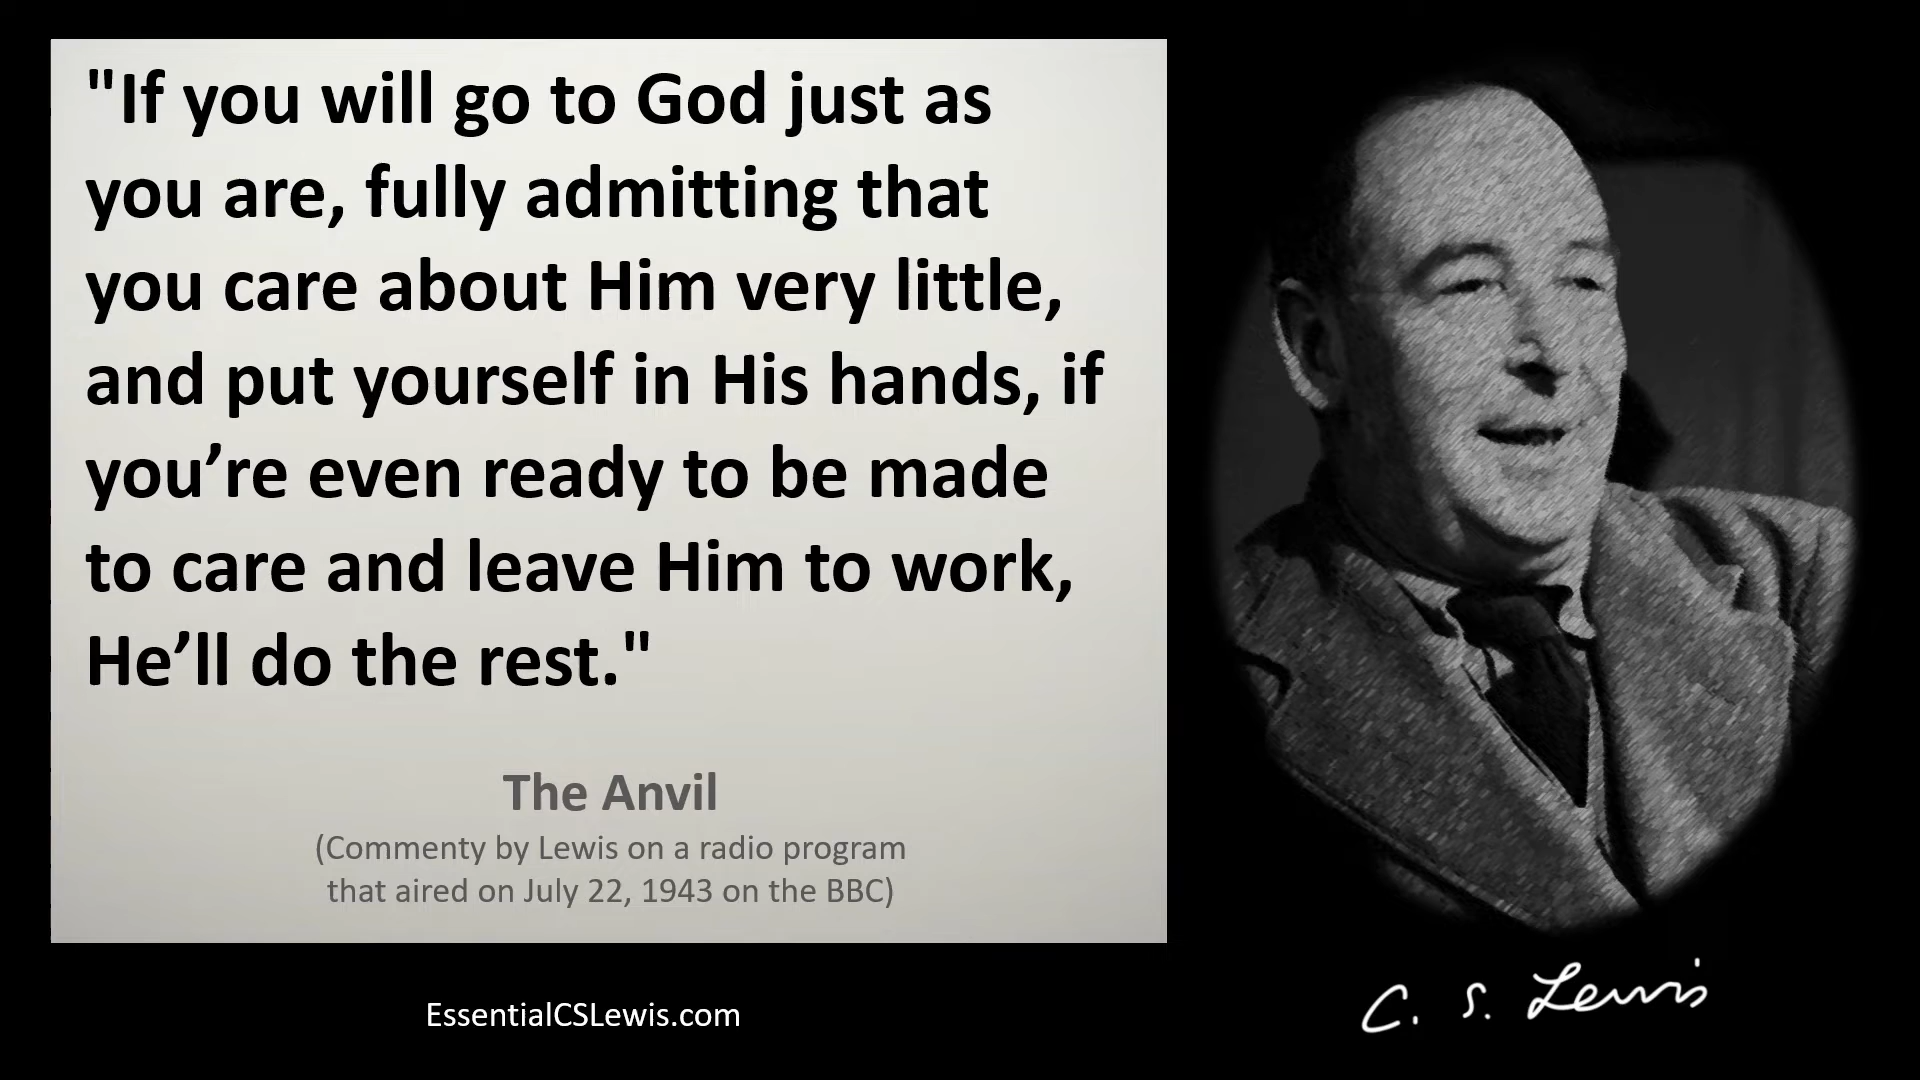 "If you will go to God just as
you are, fully admitting that
you care about Him very little,
and put yourself in His hands, if
you’re even ready to be made
to care and leave Him to work,
He’ll do the rest."
The Anvil
(Commenty by Lewis on a radio program
that aired on July 22, 1943 on the BBC)
EssentialCSLewis.com
C. S. Lewis